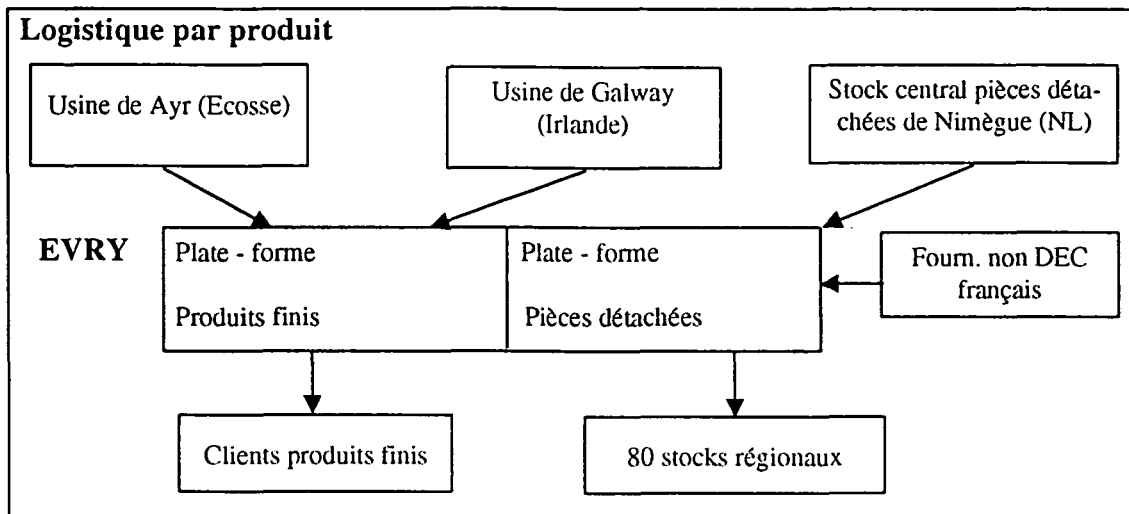 Logistique par produit
Usine de Ayr (Ecosse)
Usine de Galway
(Irlande)
Stock central pièces déta-
chées de Nimègue (NL)
EVRY
Plate - forme
Produits finis
Plate - forme
Pièces détachées
Fourn. non DEC
français
Clients produits finis
80 stocks régionaux